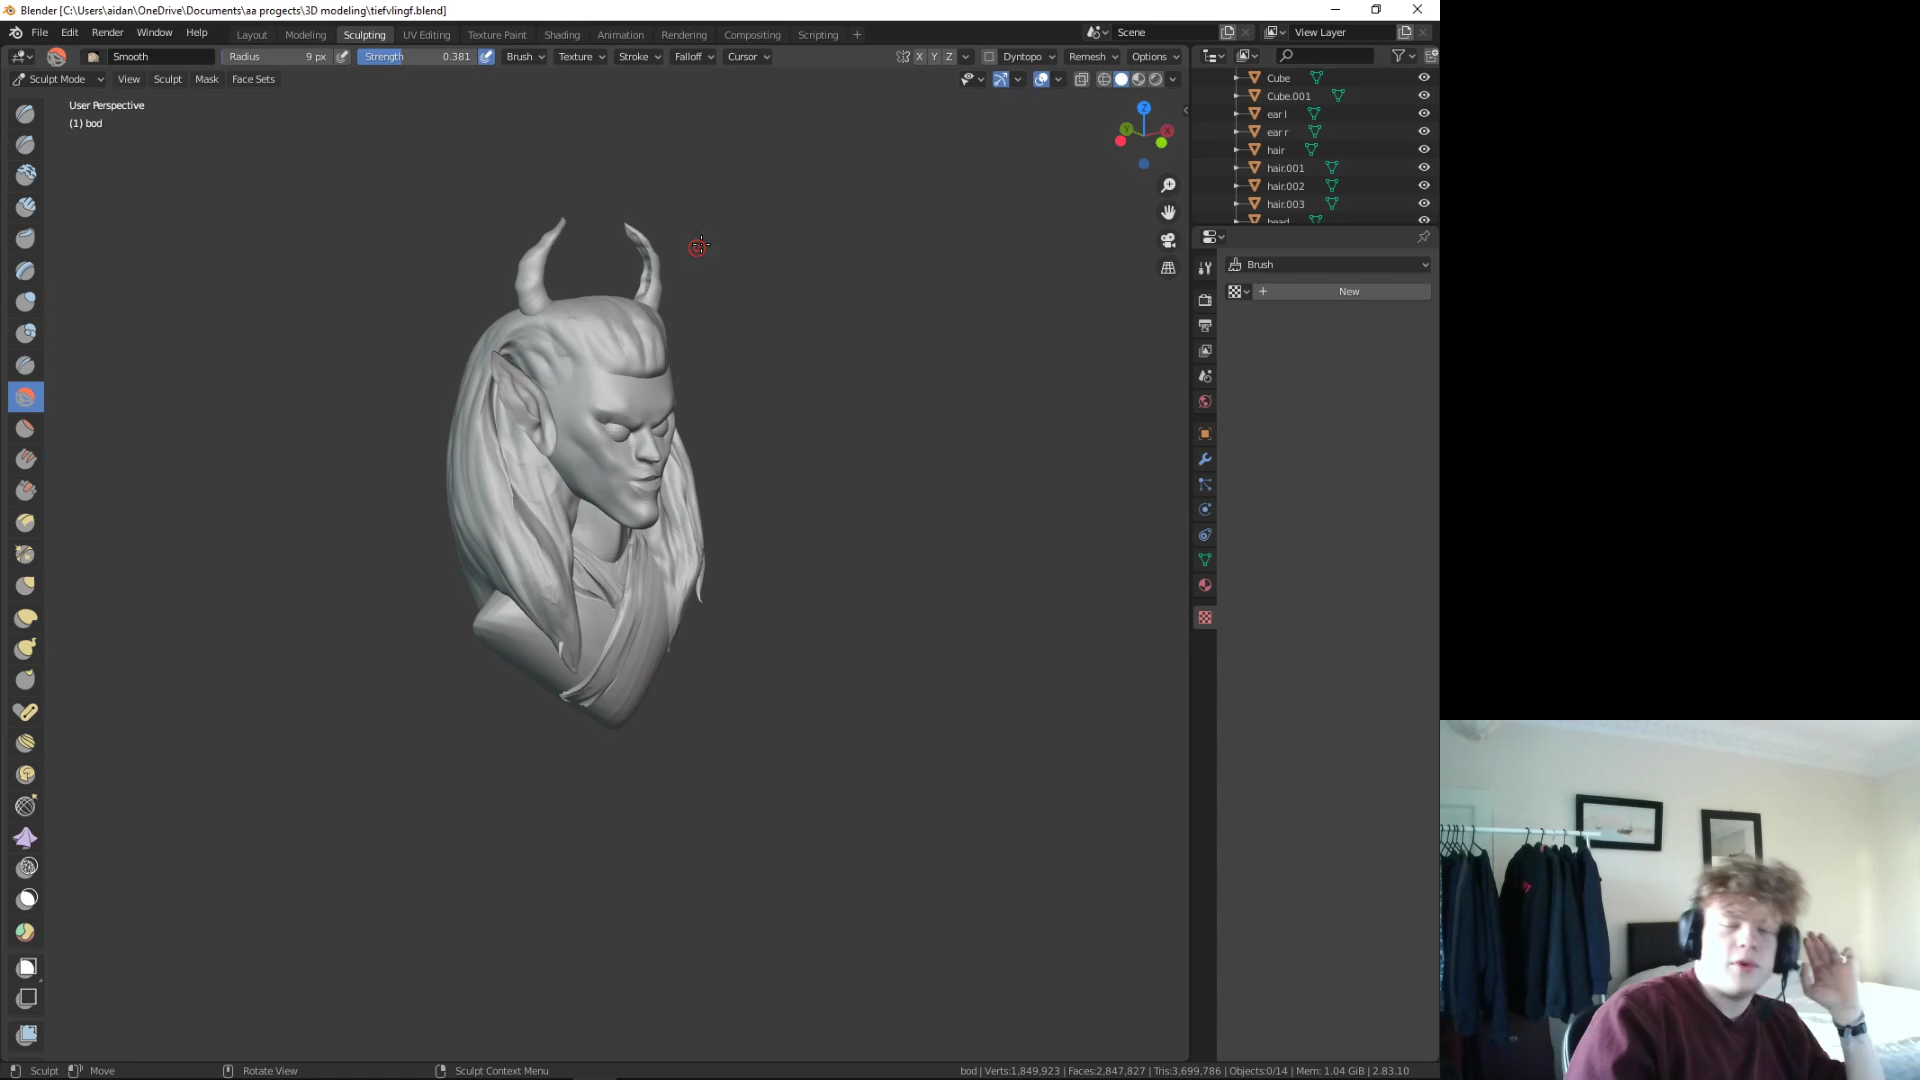 Blender [C:\Users\aidan\OneDrive\Documents\aa progects\3D modeling\tiefvlingf.blend]
File Edit Render Window Help
Layout Modeling Sculpting UV Editing Texture Paint Shading Animation Rendering Compositing Scripting +
Scene
View Layer
Smooth Radius 9 px Strength 0.381 Brush Texture Stroke Falloff Cursor
X Y Z Dyntopo Remesh Options
Sculpt Mode View Sculpt Mask Face Sets
User Perspective
(1) bod
Z
Y
X
Cube
Cube.001
ear l
ear r
hair
hair.001
hair.002
hair.003
head
Brush
+ New
Sculpt Move Rotate View Sculpt Context Menu
bod | Verts:1,849,923 | Faces:2,847,827 | Tris:3,699,786 | Objects:0/14 | Mem: 1.04 GiB | 2.83.10